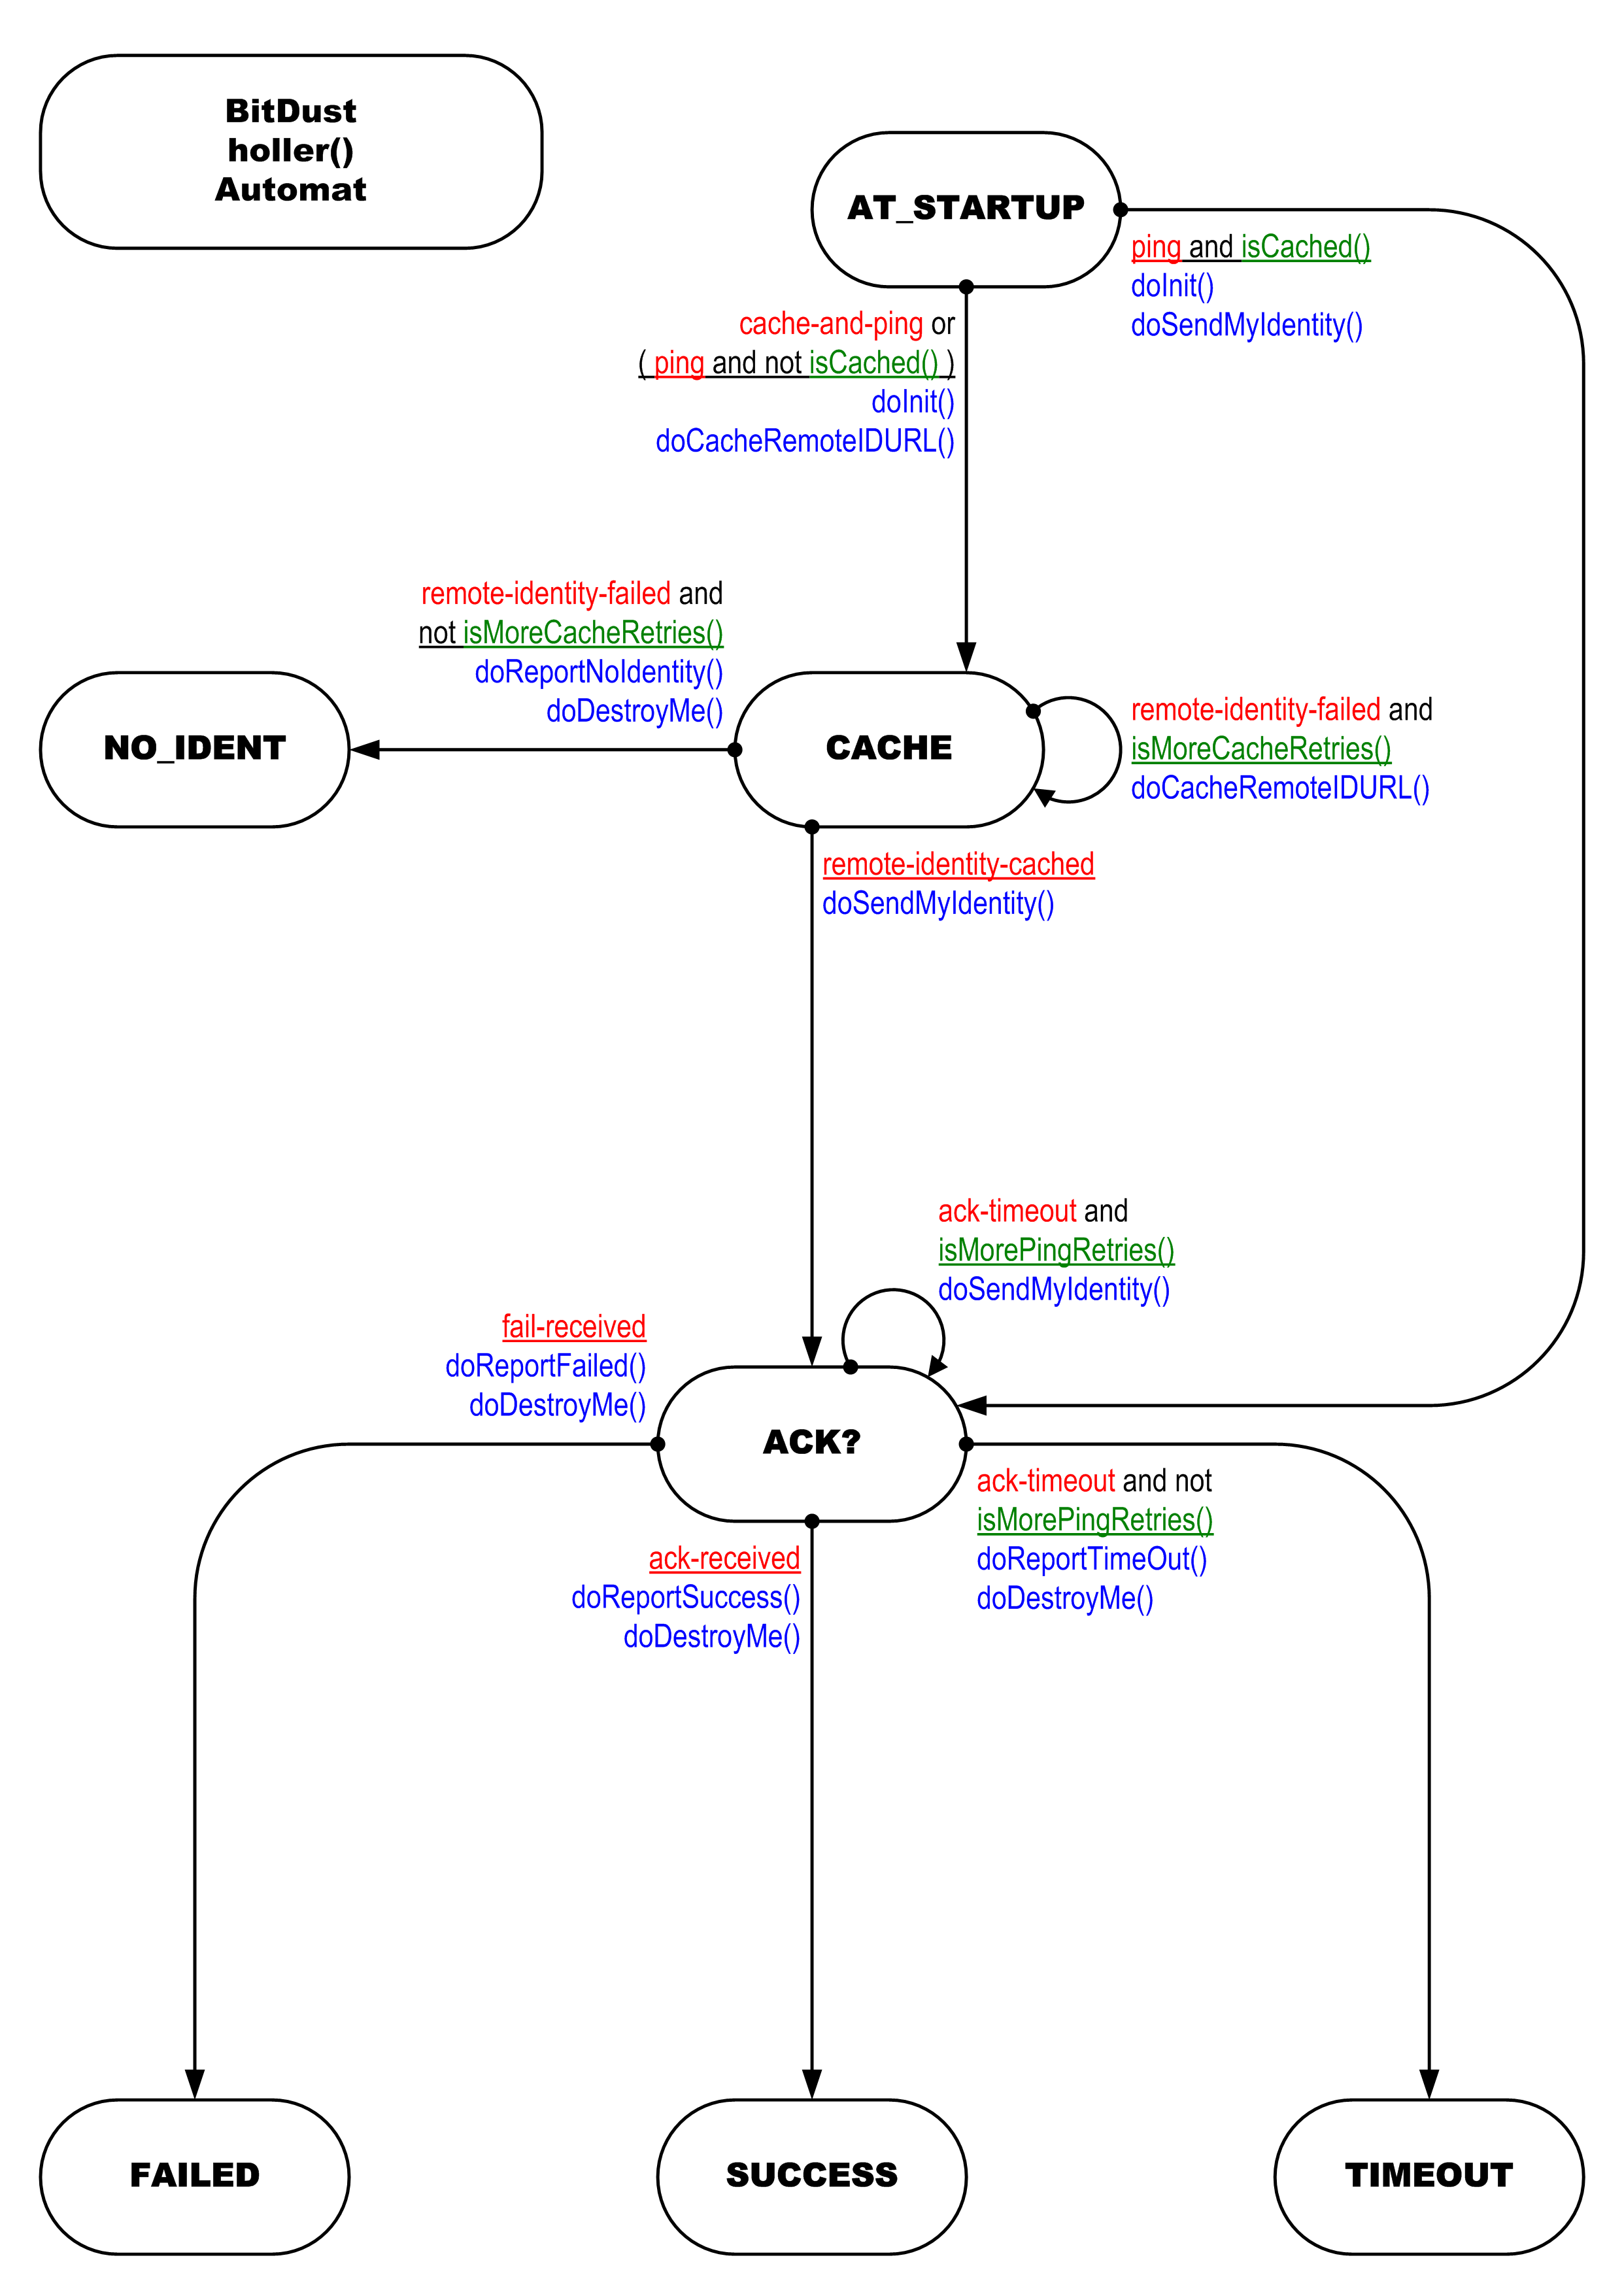 BitDust
holler()
Automat
AT_STARTUP
ping and isCached()
doInit()
doSendMyIdentity()
cache-and-ping or
( ping and not isCached() )
doInit()
doCacheRemoteIDURL()
remote-identity-failed and
not isMoreCacheRetries()
doReportNoIdentity()
doDestroyMe()
NO_IDENT
CACHE
remote-identity-failed and
isMoreCacheRetries()
doCacheRemoteIDURL()
remote-identity-cached
doSendMyIdentity()
ack-timeout and
isMorePingRetries()
doSendMyIdentity()
fail-received
doReportFailed()
doDestroyMe()
ACK?
ack-timeout and not
isMorePingRetries()
doReportTimeOut()
doDestroyMe()
ack-received
doReportSuccess()
doDestroyMe()
FAILED
SUCCESS
TIMEOUT